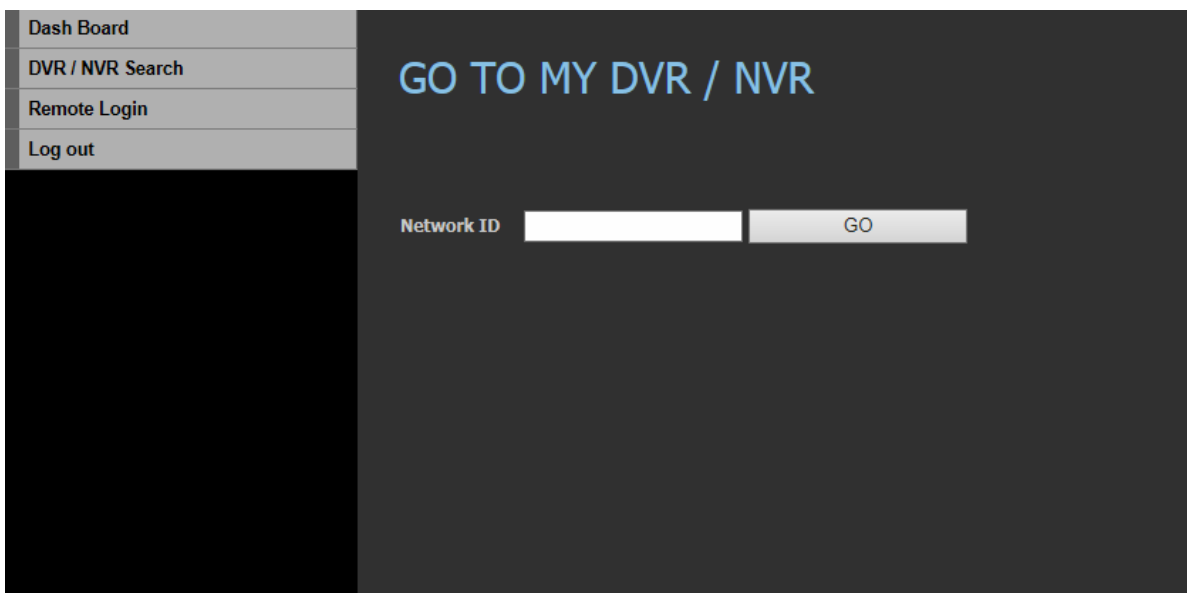 Dash Board
DVR / NVR Search
Remote Login
Log out
GO TO MY DVR / NVR
Network ID
GO